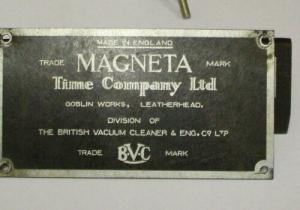 MADE IN ENGLAND
TRADE MAGNETA MARK
Time Company Ltd
GOBLIN WORKS, LEATHERHEAD.
DIVISION OF
THE BRITISH VACUUM CLEANER & ENG. CO LTD
TRADE BVC MARK